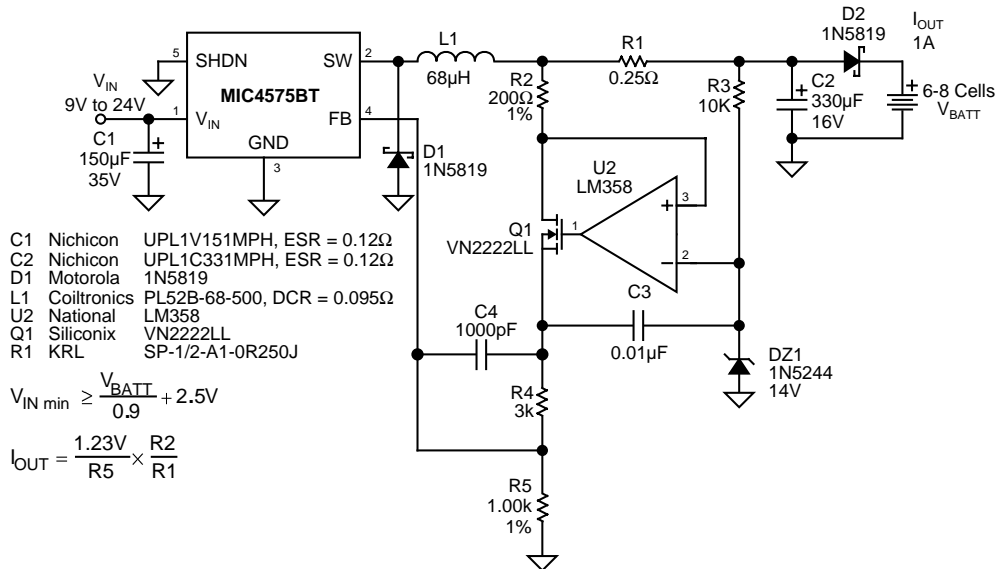 L1
68µH
R1
0.25Ω
D2
1N5819
I_OUT
1A
V_IN
9V to 24V
5
SHDN
SW
2
MIC4575BT
1
V_IN
FB
4
GND
3
C1
150µF
35V
D1
1N5819
R2
200Ω
1%
R3
10K
C2
330µF
16V
6-8 Cells
V_BATT
U2
LM358
+
3
−
2
1
Q1
VN2222LL
C3
0.01µF
C4
1000pF
R4
3k
DZ1
1N5244
14V
R5
1.00k
1%
C1 Nichicon UPL1V151MPH, ESR = 0.12Ω
C2 Nichicon UPL1C331MPH, ESR = 0.12Ω
D1 Motorola 1N5819
L1 Coiltronics PL52B-68-500, DCR = 0.095Ω
U2 National LM358
Q1 Siliconix VN2222LL
R1 KRL SP-1/2-A1-0R250J
V_IN min ≥ V_BATT / 0.9 + 2.5V
I_OUT = 1.23V / R5 × R2 / R1